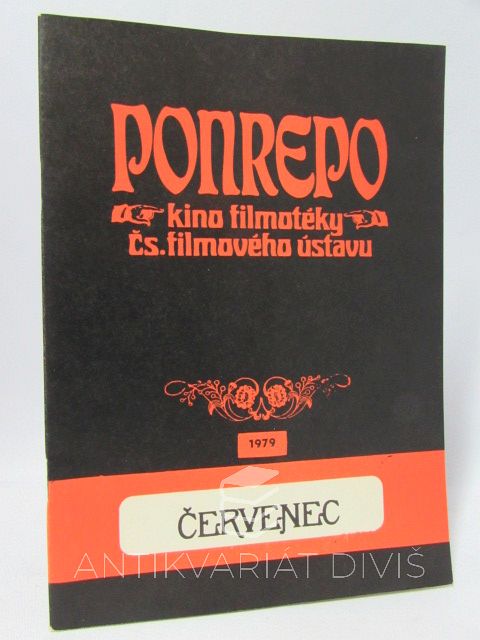 PONREPO
kino filmotéky
čs. filmového ústavu
1979
ČERVENEC
ANTIKVARIÁT DIVIŠ